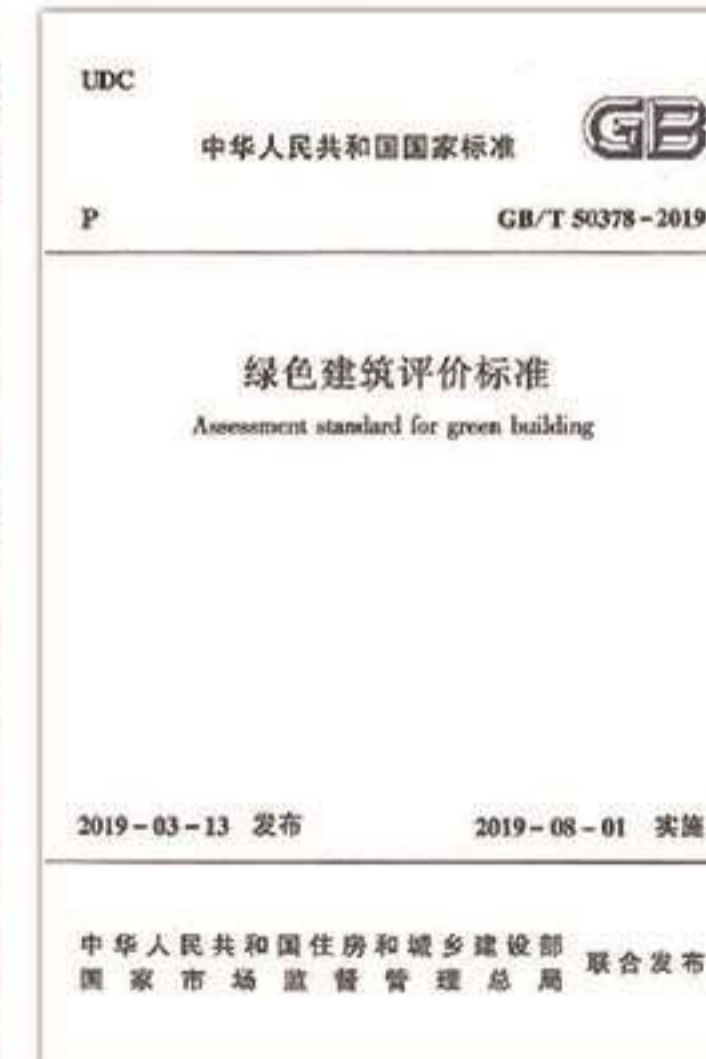 UDC
中华人民共和国国家标准
GB
P
GB/T 50378-2019
绿色建筑评价标准
Assessment standard for green building
2019-03-13 发布
2019-08-01 实施
中华人民共和国住房和城乡建设部
国家市场监督管理总局
联合发布